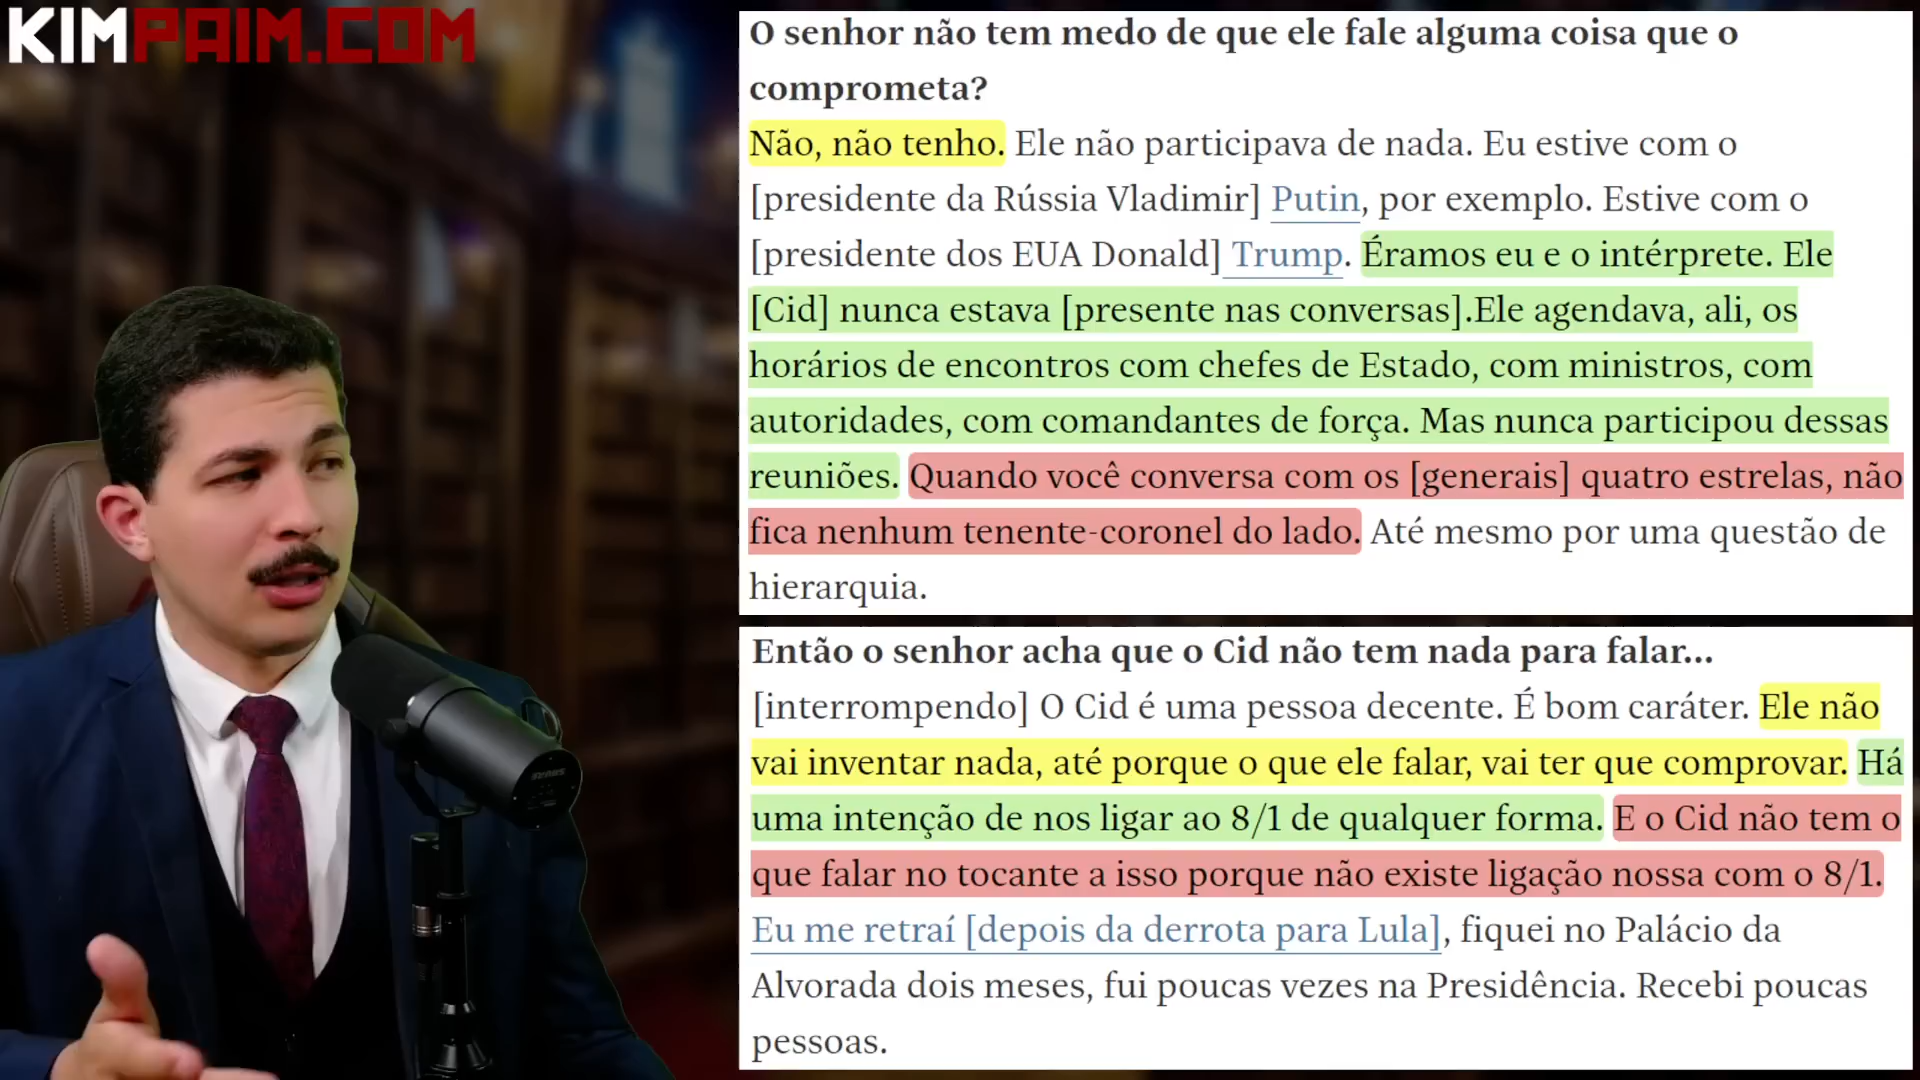 KIMPAIM.COM
O senhor não tem medo de que ele fale alguma coisa que o
comprometa?
Não, não tenho. Ele não participava de nada. Eu estive com o
[presidente da Rússia Vladimir] Putin, por exemplo. Estive com o
[presidente dos EUA Donald] Trump. Éramos eu e o intérprete. Ele
[Cid] nunca estava [presente nas conversas].Ele agendava, ali, os
horários de encontros com chefes de Estado, com ministros, com
autoridades, com comandantes de força. Mas nunca participou dessas
reuniões. Quando você conversa com os [generais] quatro estrelas, não
fica nenhum tenente-coronel do lado. Até mesmo por uma questão de
hierarquia.
Então o senhor acha que o Cid não tem nada para falar...
[interrompendo] O Cid é uma pessoa decente. É bom caráter. Ele não
vai inventar nada, até porque o que ele falar, vai ter que comprovar. Há
uma intenção de nos ligar ao 8/1 de qualquer forma. E o Cid não tem o
que falar no tocante a isso porque não existe ligação nossa com o 8/1.
Eu me retraí [depois da derrota para Lula], fiquei no Palácio da
Alvorada dois meses, fui poucas vezes na Presidência. Recebi poucas
pessoas.